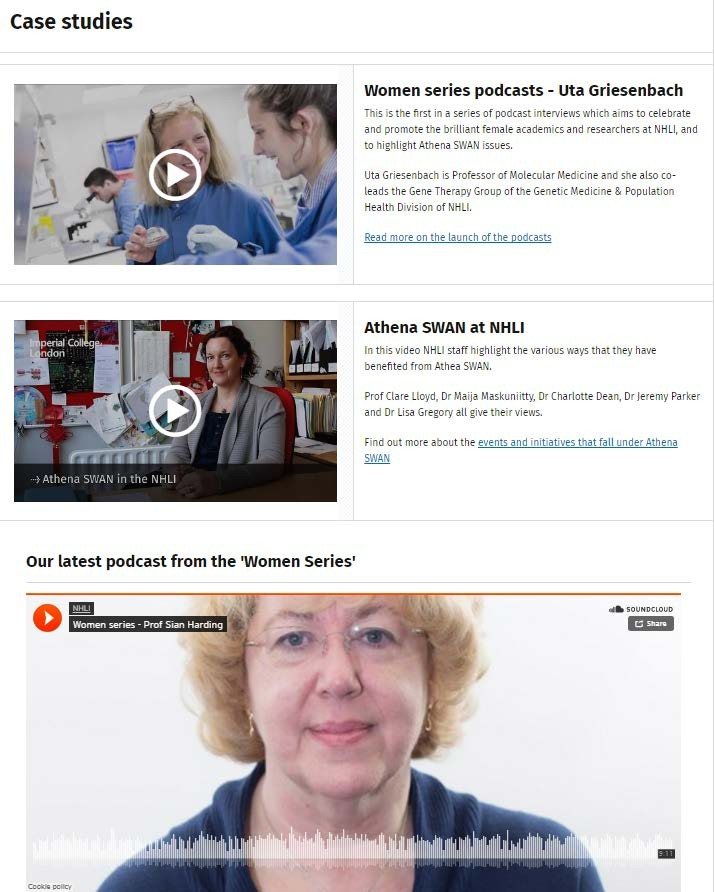 Case studies
Women series podcasts - Uta Griesenbach
This is the first in a series of podcast interviews which aims to celebrate
and promote the brilliant female academics and researchers at NHLI, and
to highlight Athena SWAN issues.
Uta Griesenbach is Professor of Molecular Medicine and she also co-
leads the Gene Therapy Group of the Genetic Medicine & Population
Health Division of NHLI.
Read more on the launch of the podcasts
Imperial College
London
Athena SWAN in the NHLI
Athena SWAN at NHLI
In this video NHLI staff highlight the various ways that they have
benefited from Athea SWAN.
Prof Clare Lloyd, Dr Maija Maskuniitty, Dr Charlotte Dean, Dr Jeremy Parker
and Dr Lisa Gregory all give their views.
Find out more about the events and initiatives that fall under Athena
SWAN
Our latest podcast from the 'Women Series'
NHLI
Women series - Prof Sian Harding
SOUNDCLOUD
Share
9:11
Cookie policy